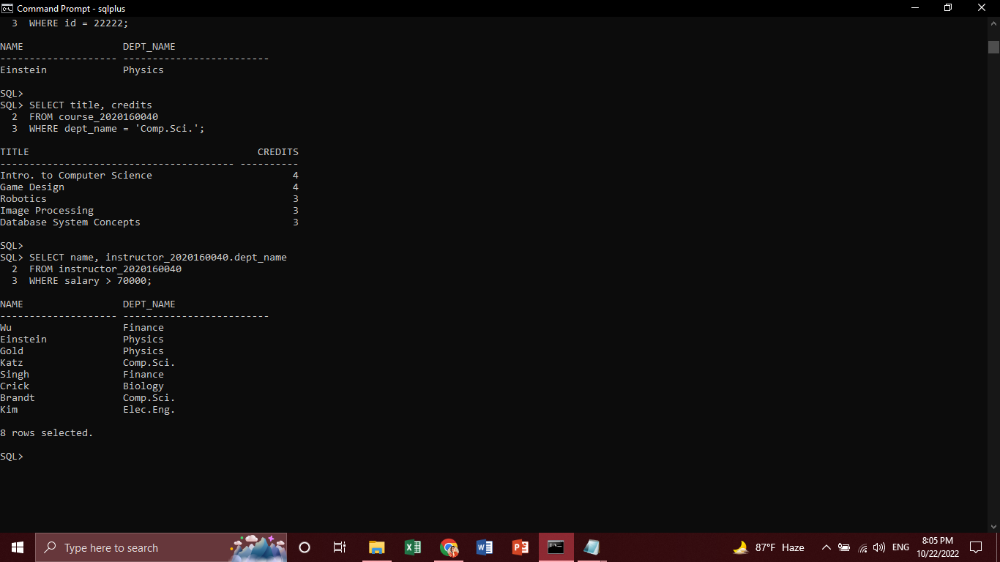 Command Prompt - sqlplus
  3  WHERE id = 22222;
NAME                 DEPT_NAME
-------------------- -------------------------
Einstein             Physics
SQL>
SQL> SELECT title, credits
  2  FROM course_2020160040
  3  WHERE dept_name = 'Comp.Sci.';
TITLE                                       CREDITS
---------------------------------------- ----------
Intro. to Computer Science                        4
Game Design                                       4
Robotics                                          3
Image Processing                                  3
Database System Concepts                          3
SQL>
SQL> SELECT name, instructor_2020160040.dept_name
  2  FROM instructor_2020160040
  3  WHERE salary > 70000;
NAME                 DEPT_NAME
-------------------- -------------------------
Wu                   Finance
Einstein             Physics
Gold                 Physics
Katz                 Comp.Sci.
Singh                Finance
Crick                Biology
Brandt               Comp.Sci.
Kim                  Elec.Eng.
8 rows selected.
SQL>
Type here to search
87°F Haze
ENG
8:05 PM
10/22/2022